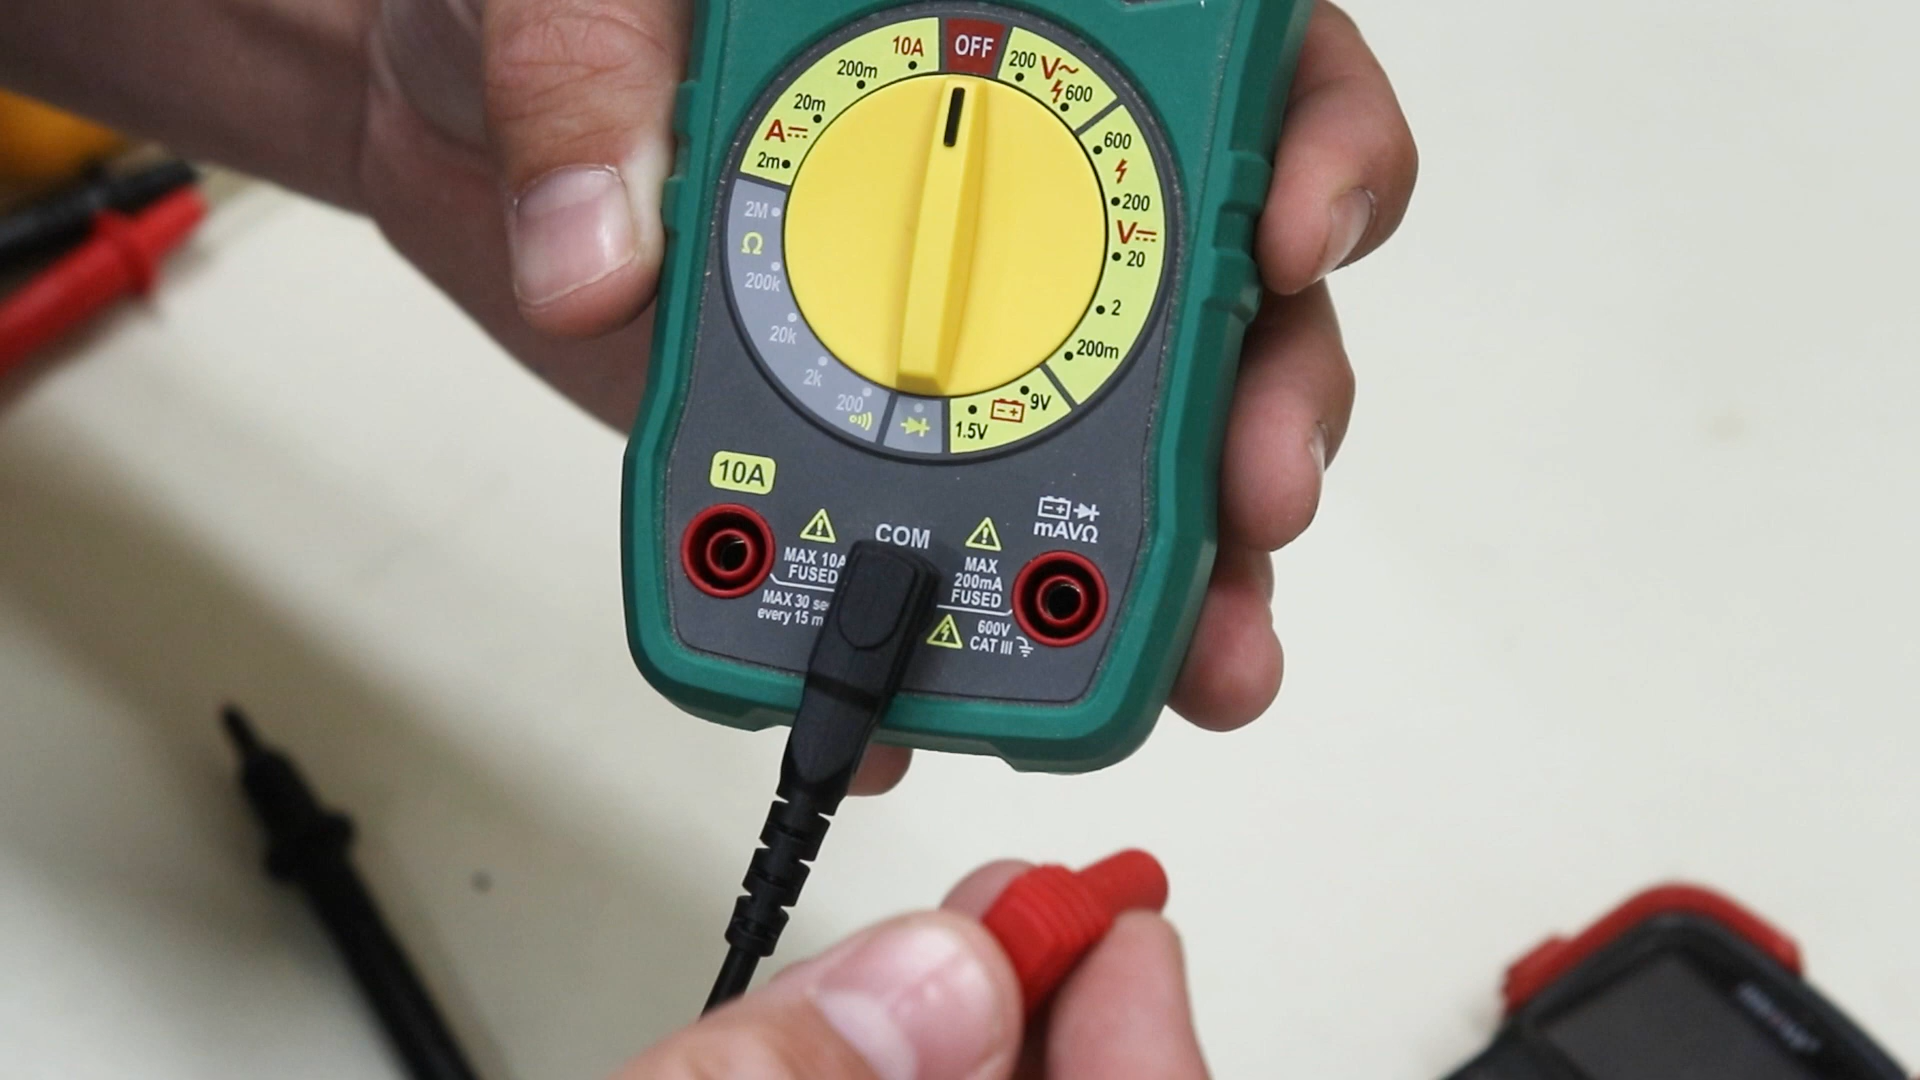 OFF
200 V~
600
600
200
V⎓
20
2
200m
9V
1.5V
200
2k
20k
200k
Ω
2M
2m
A⎓
20m
200m
10A
10A
MAX 10A
FUSED
MAX 30 se
every 15 m
COM
MAX
200mA
FUSED
600V
CAT III
mAVΩ